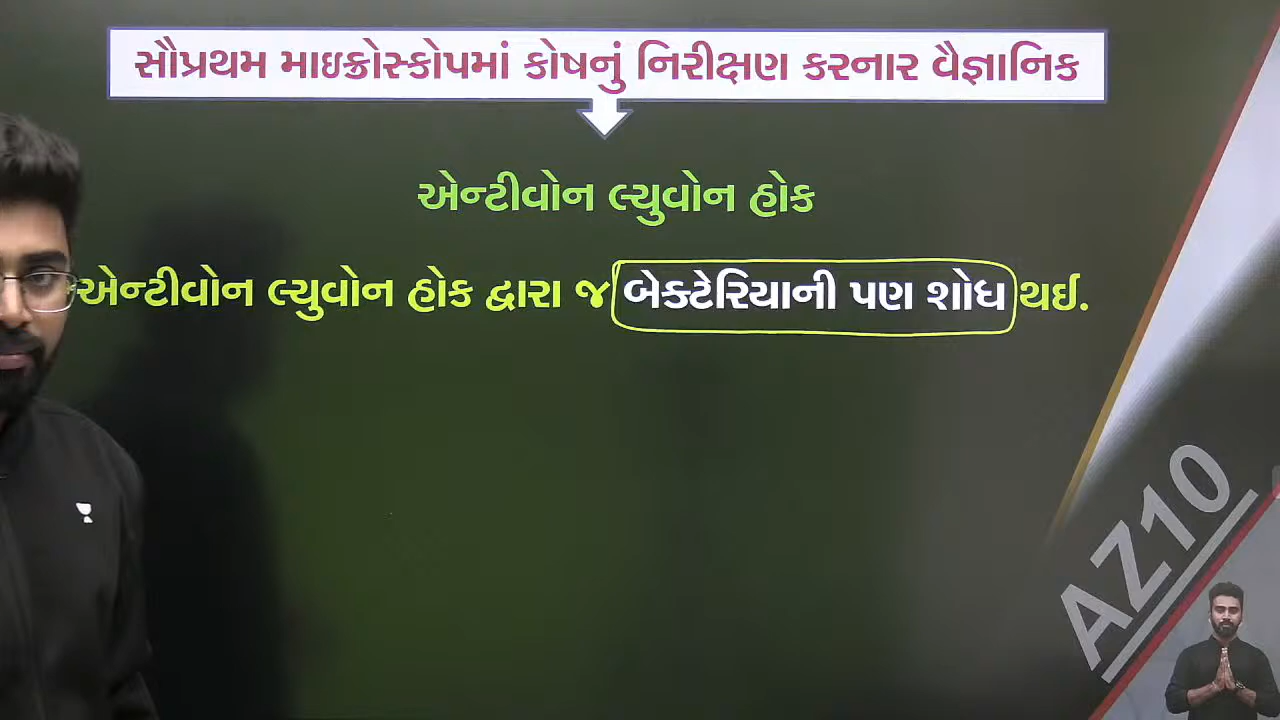 સૌપ્રથમ માઇક્રોસ્કોપમાં કોષનું નિરીક્ષણ કરનાર વૈજ્ઞાનિક
એન્ટીવોન લ્યુવોન હોક
એન્ટીવોન લ્યુવોન હોક દ્વારા જ બેક્ટેરિયાની પણ શોધ થઈ.
AZ10